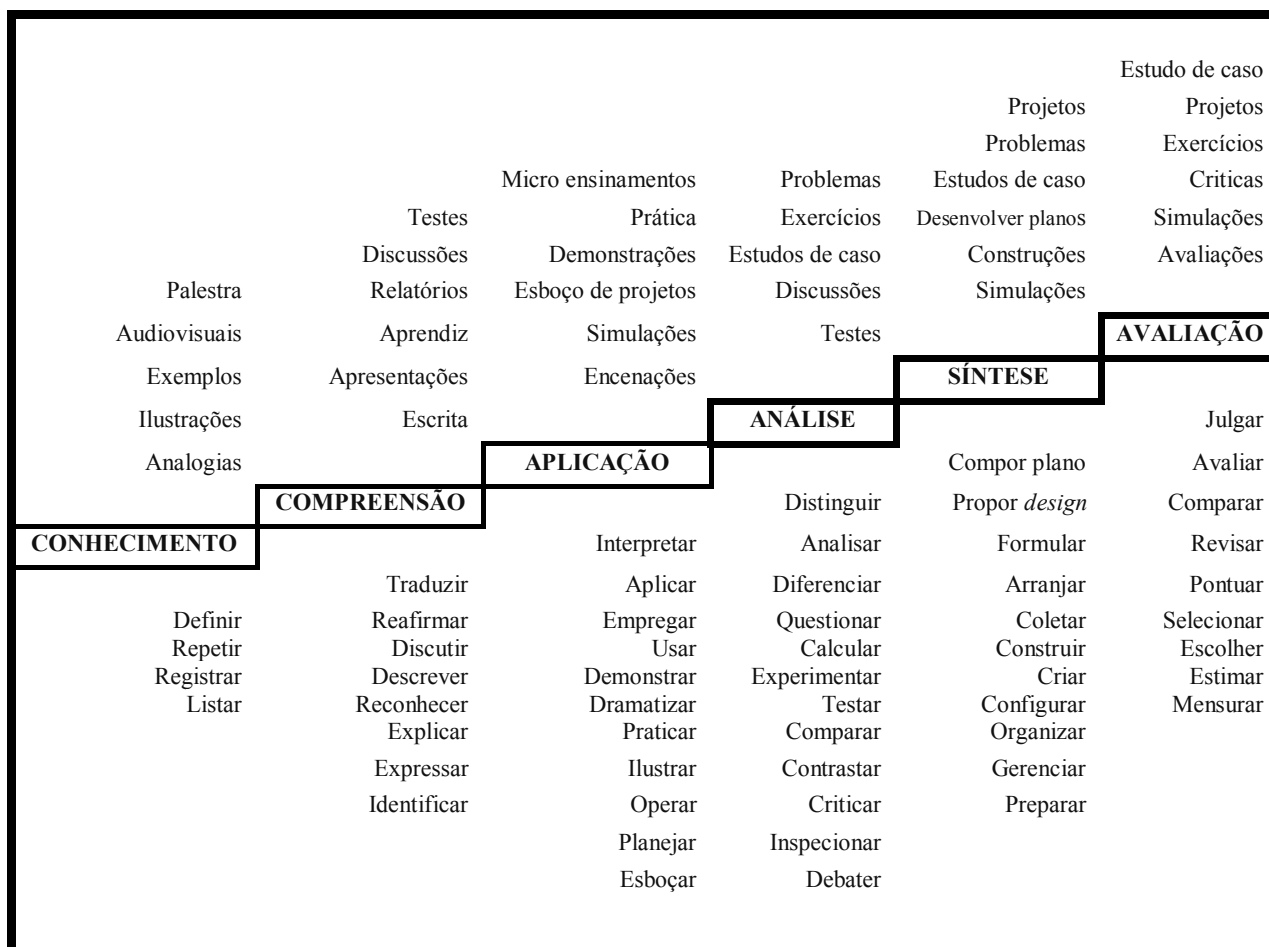 Estudo de caso
Projetos Projetos
Problemas Exercícios
Micro ensinamentos Problemas Estudos de caso Criticas
Testes Prática Exercícios Desenvolver planos Simulações
Discussões Demonstrações Estudos de caso Construções Avaliações
Palestra Relatórios Esboço de projetos Discussões Simulações
Audiovisuais Aprendiz Simulações Testes AVALIAÇÃO
Exemplos Apresentações Encenações SÍNTESE
Ilustrações Escrita ANÁLISE Julgar
Analogias APLICAÇÃO Compor plano Avaliar
COMPREENSÃO Distinguir Propor design Comparar
CONHECIMENTO Interpretar Analisar Formular Revisar
Traduzir Aplicar Diferenciar Arranjar Pontuar
Definir Reafirmar Empregar Questionar Coletar Selecionar
Repetir Discutir Usar Calcular Construir Escolher
Registrar Descrever Demonstrar Experimentar Criar Estimar
Listar Reconhecer Dramatizar Testar Configurar Mensurar
Explicar Praticar Comparar Organizar
Expressar Ilustrar Contrastar Gerenciar
Identificar Operar Criticar Preparar
Planejar Inspecionar
Esboçar Debater